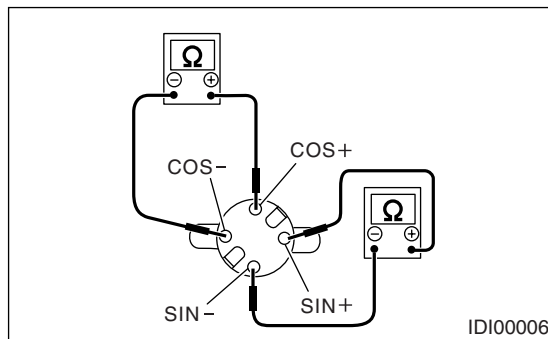 Ω
− +
COS−
COS+
Ω
− +
SIN−
SIN+
IDI00006